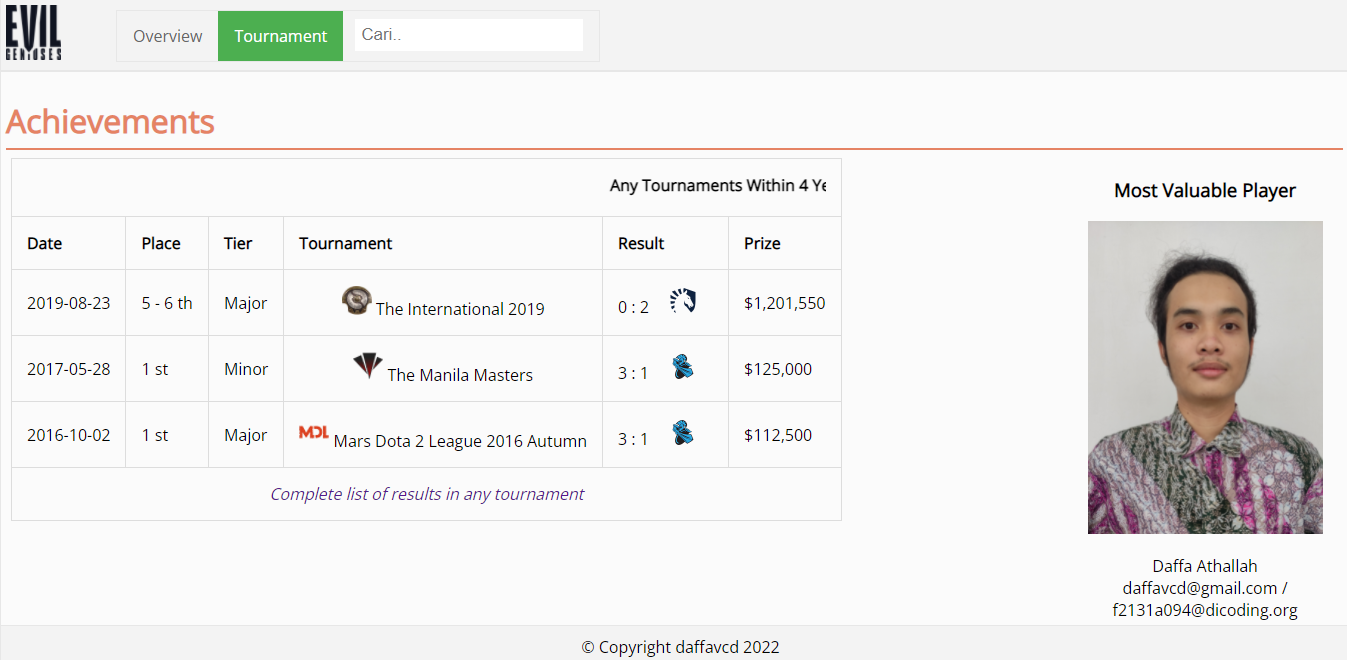 EVIL
GENIUSES
Overview Tournament Cari..
Achievements
Any Tournaments Within 4 Ye
Date Place Tier Tournament Result Prize
2019-08-23 5 - 6 th Major The International 2019 0 : 2 $1,201,550
2017-05-28 1 st Minor The Manila Masters 3 : 1 $125,000
2016-10-02 1 st Major MDL Mars Dota 2 League 2016 Autumn 3 : 1 $112,500
Complete list of results in any tournament
Most Valuable Player
Daffa Athallah
daffavcd@gmail.com /
f2131a094@dicoding.org
© Copyright daffavcd 2022